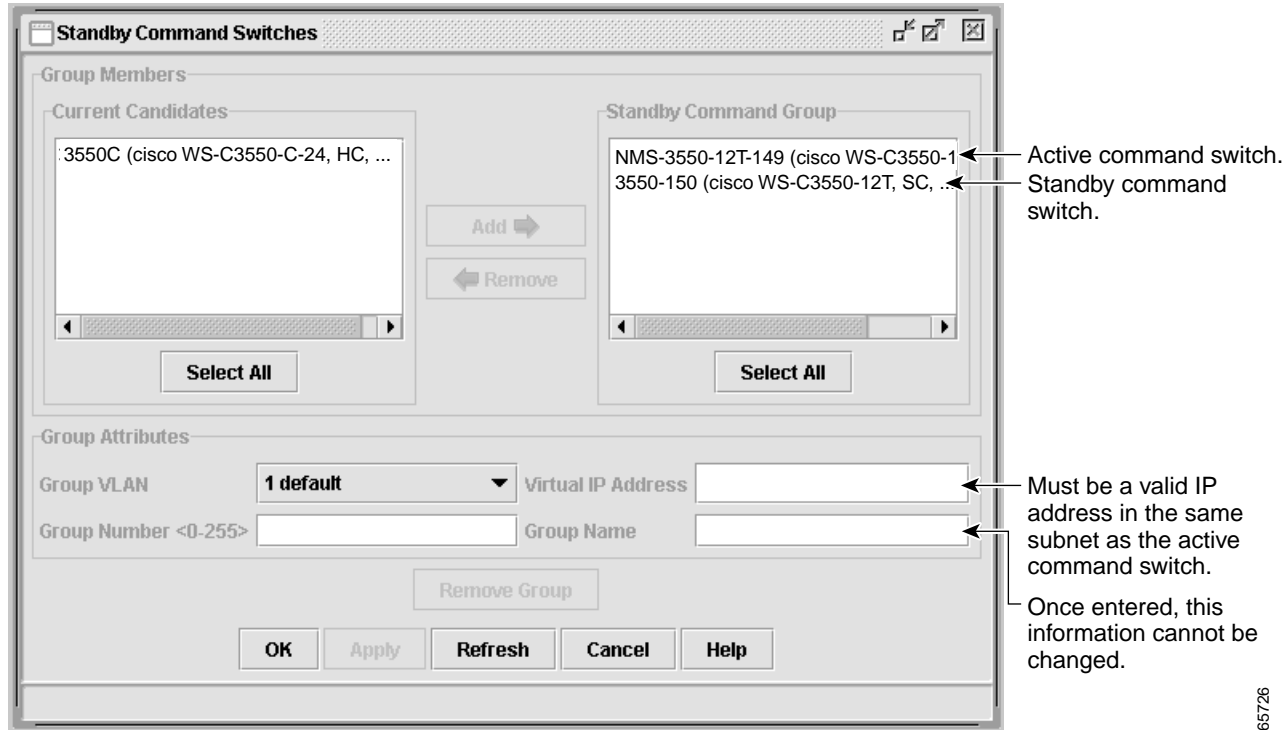 Standby Command Switches
Group Members
Current Candidates
3550C (cisco WS-C3550-C-24, HC, ...
Select All
Add
Remove
Standby Command Group
NMS-3550-12T-149 (cisco WS-C3550-1
3550-150 (cisco WS-C3550-12T, SC, ...
Select All
Active command switch.
Standby command
switch.
Group Attributes
Group VLAN
1 default
Virtual IP Address
Group Number <0-255>
Group Name
Must be a valid IP
address in the same
subnet as the active
command switch.
Once entered, this
information cannot be
changed.
Remove Group
OK
Apply
Refresh
Cancel
Help
65726